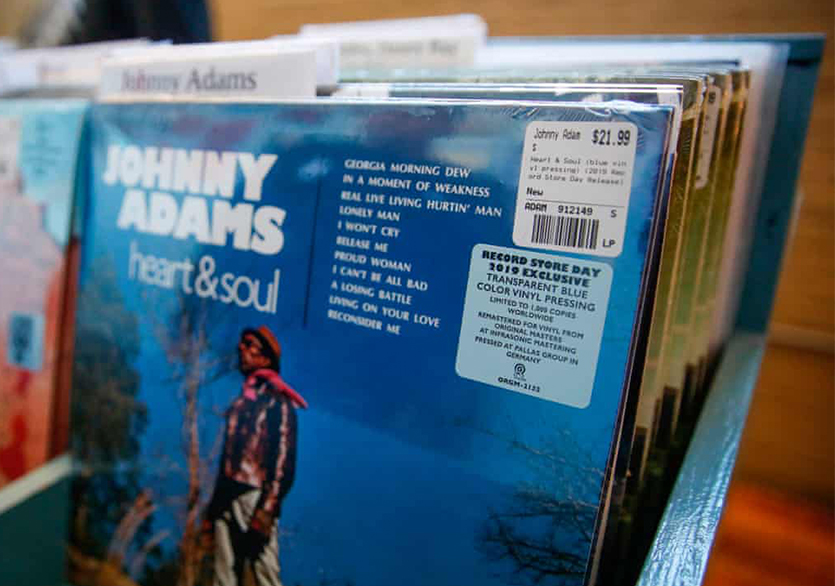 Johnny Adams
JOHNNY
ADAMS
heart & soul
GEORGIA MORNING DEW
IN A MOMENT OF WEAKNESS
REAL LIVE LIVING HURTIN' MAN
LONELY MAN
I WON'T CRY
RELEASE ME
PROUD WOMAN
I CAN'T BE ALL BAD
A LOSING BATTLE
LIVING ON YOUR LOVE
RECONSIDER ME
Johnny Adam $21.99
s
Heart & Soul (blue vin
yl pressing) (2019 Rec
ord Store Day Release)
New
ADAM 912149 S
LP
RECORD STORE DAY
2019 EXCLUSIVE
TRANSPARENT BLUE
COLOR VINYL PRESSING
LIMITED TO 1,000 COPIES
WORLDWIDE
REMASTERED FOR VINYL FROM
ORIGINAL MASTERS
AT INFRASONIC MASTERING
PRESSED AT PALLAS GROUP IN
GERMANY
ORGM-2133